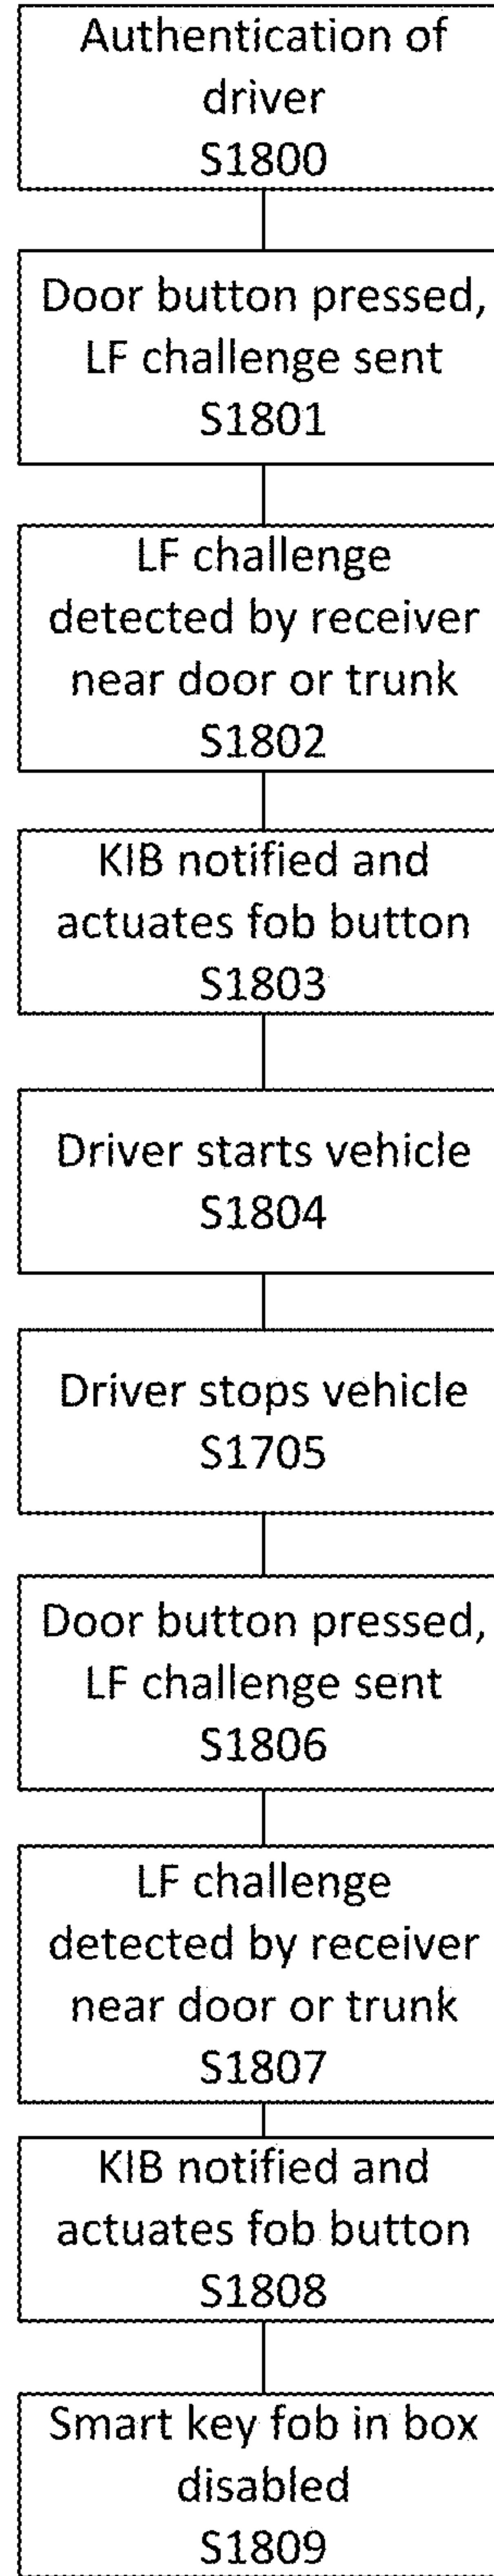 Authentication of
driver
S1800
Door button pressed,
LF challenge sent
S1801
LF challenge
detected by receiver
near door or trunk
S1802
KIB notified and
actuates fob button
S1803
Driver starts vehicle
S1804
Driver stops vehicle
S1705
Door button pressed,
LF challenge sent
S1806
LF challenge
detected by receiver
near door or trunk
S1807
KIB notified and
actuates fob button
S1808
Smart key fob in box
disabled
S1809